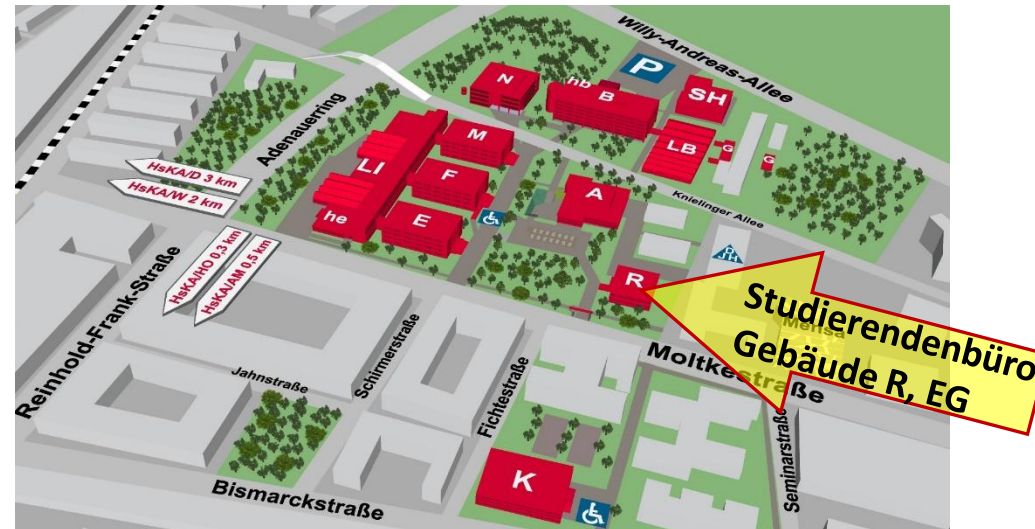 Willy-Andreas-Allee
P
N
hb
B
SH
Adenauerring
M
LI
LB
G
G
F
A
Knielinger Allee
HsKA/D 3 km
HsKA/W 2 km
he
E
D
JH
R
HsKA/HO 0,3 km
HsKA/AM 0,5 km
Reinhold-Frank-Straße
Studierendenbüro
Gebäude R, EG
Mensa
Moltkestraße
Schirmerstraße
Jahnstraße
Fichtestraße
Seminarstraße
K
Bismarckstraße